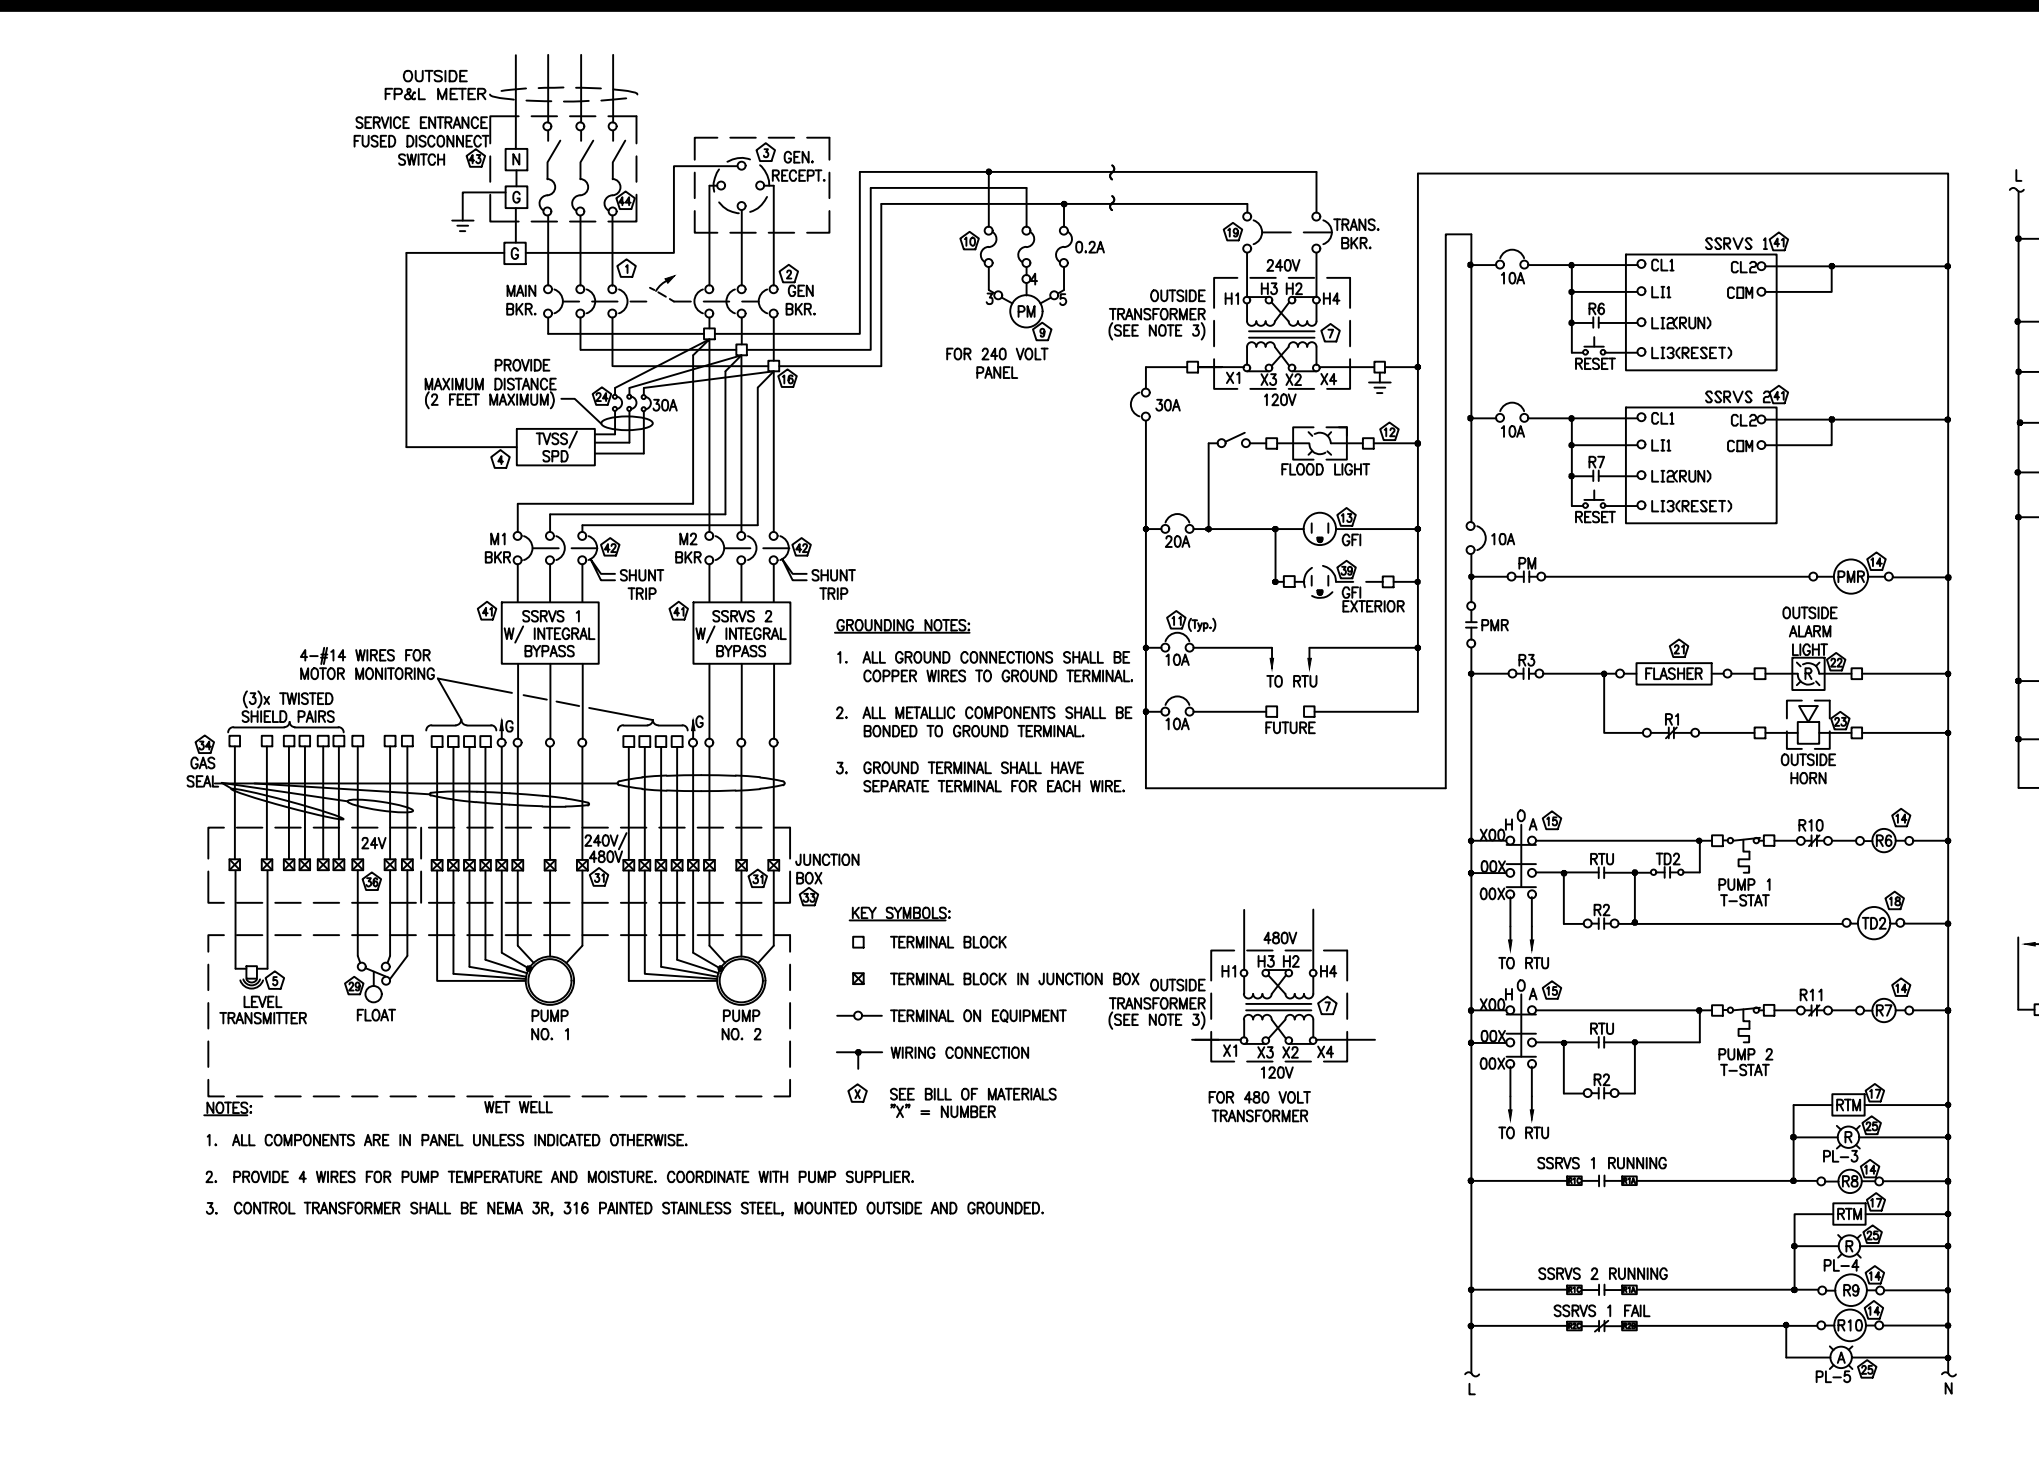 OUTSIDE
FP&L METER
SERVICE ENTRANCE
FUSED DISCONNECT
SWITCH
43
N
G
44
G
3
GEN.
RECEPT.
1
2
MAIN
BKR.
GEN
BKR.
PROVIDE
MAXIMUM DISTANCE
(2 FEET MAXIMUM)
24
30A
16
TVSS/
SPD
4
M1
BKR
42
SHUNT
TRIP
M2
BKR
42
SHUNT
TRIP
41
SSRVS 1
W/ INTEGRAL
BYPASS
41
SSRVS 2
W/ INTEGRAL
BYPASS
4-#14 WIRES FOR
MOTOR MONITORING
(3)x TWISTED
SHIELD PAIRS
G
G
34
GAS
SEAL
24V
36
240V/
480V
31
31
JUNCTION
BOX
33
5
LEVEL
TRANSMITTER
29
FLOAT
PUMP
NO. 1
PUMP
NO. 2
WET WELL
NOTES:
1. ALL COMPONENTS ARE IN PANEL UNLESS INDICATED OTHERWISE.
2. PROVIDE 4 WIRES FOR PUMP TEMPERATURE AND MOISTURE. COORDINATE WITH PUMP SUPPLIER.
3. CONTROL TRANSFORMER SHALL BE NEMA 3R, 316 PAINTED STAINLESS STEEL, MOUNTED OUTSIDE AND GROUNDED.
10
0.2A
4
3
5
PM
9
FOR 240 VOLT
PANEL
GROUNDING NOTES:
1. ALL GROUND CONNECTIONS SHALL BE
COPPER WIRES TO GROUND TERMINAL.
2. ALL METALLIC COMPONENTS SHALL BE
BONDED TO GROUND TERMINAL.
3. GROUND TERMINAL SHALL HAVE
SEPARATE TERMINAL FOR EACH WIRE.
KEY SYMBOLS:
TERMINAL BLOCK
TERMINAL BLOCK IN JUNCTION BOX
TERMINAL ON EQUIPMENT
WIRING CONNECTION
X
SEE BILL OF MATERIALS
"X" = NUMBER
19
TRANS.
BKR.
240V
H1 H3 H2 H4
OUTSIDE
TRANSFORMER
(SEE NOTE 3)
7
X1 X3 X2 X4
120V
30A
12
FLOOD LIGHT
20A
13
GFI
39
GFI
EXTERIOR
11 (Typ.)
10A
TO RTU
10A
FUTURE
480V
H1 H3 H2 H4
OUTSIDE
TRANSFORMER
(SEE NOTE 3)
7
X1 X3 X2 X4
120V
FOR 480 VOLT
TRANSFORMER
SSRVS 1 41
10A
CL1 CL2
LI1 COM
R6
LI2(RUN)
RESET
LI3(RESET)
SSRVS 2 41
10A
CL1 CL2
LI1 COM
R7
LI2(RUN)
RESET
LI3(RESET)
10A
PM
PMR
14
PMR
OUTSIDE
ALARM
LIGHT
R3
21
FLASHER
R
22
R1
23
OUTSIDE
HORN
H O A
15
X00
00X
00X
RTU
TD2
R2
TO RTU
PUMP 1
T-STAT
R10
R6
14
TD2
18
H O A
15
X00
00X
00X
RTU
R2
TO RTU
PUMP 2
T-STAT
R11
R7
14
RTM
17
R
25
PL-3
SSRVS 1 RUNNING
R1C R1A
R8
14
RTM
17
R
25
PL-4
SSRVS 2 RUNNING
R1C R1A
R9
14
SSRVS 1 FAIL
R10
14
A
25
PL-5
L
N
L